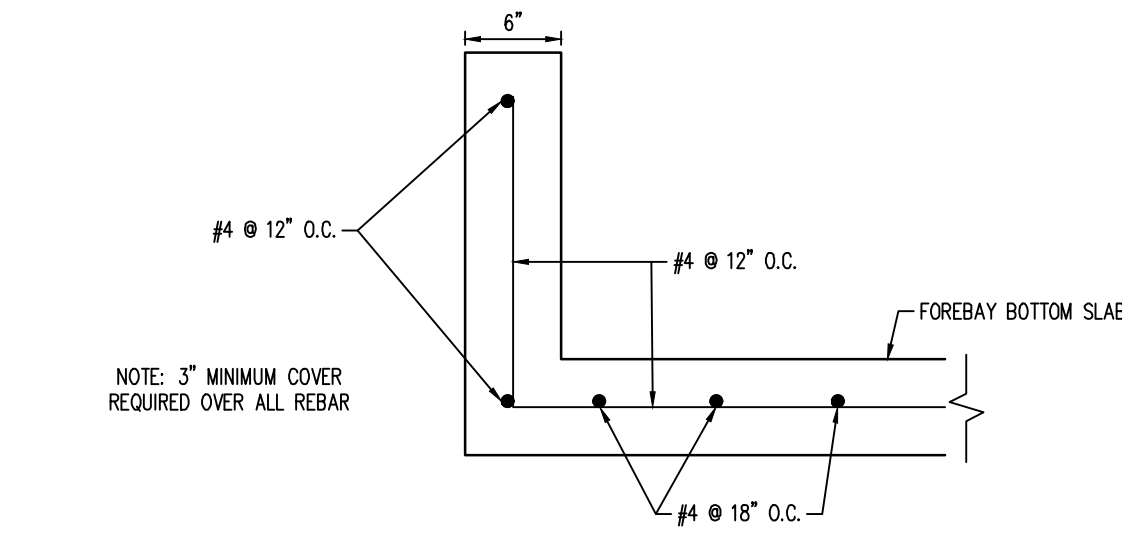 6"
#4 @ 12" O.C.
#4 @ 12" O.C.
FOREBAY BOTTOM SLAB
NOTE: 3" MINIMUM COVER
REQUIRED OVER ALL REBAR
#4 @ 18" O.C.